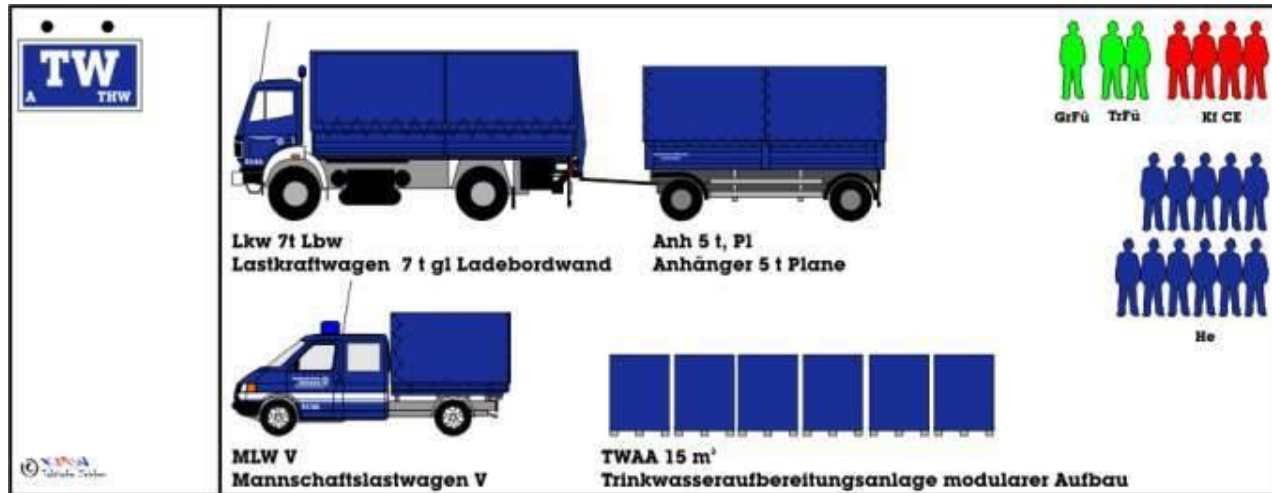 TW
A THW
GrFü TrFü Kf CE
He
Lkw 7t Lbw
Lastkraftwagen 7 t gl Ladebordwand
Anh 5 t, Pl
Anhänger 5 t Plane
MLW V
Mannschaftslastwagen V
TWAA 15 m³
Trinkwasseraufbereitungsanlage modularer Aufbau
©